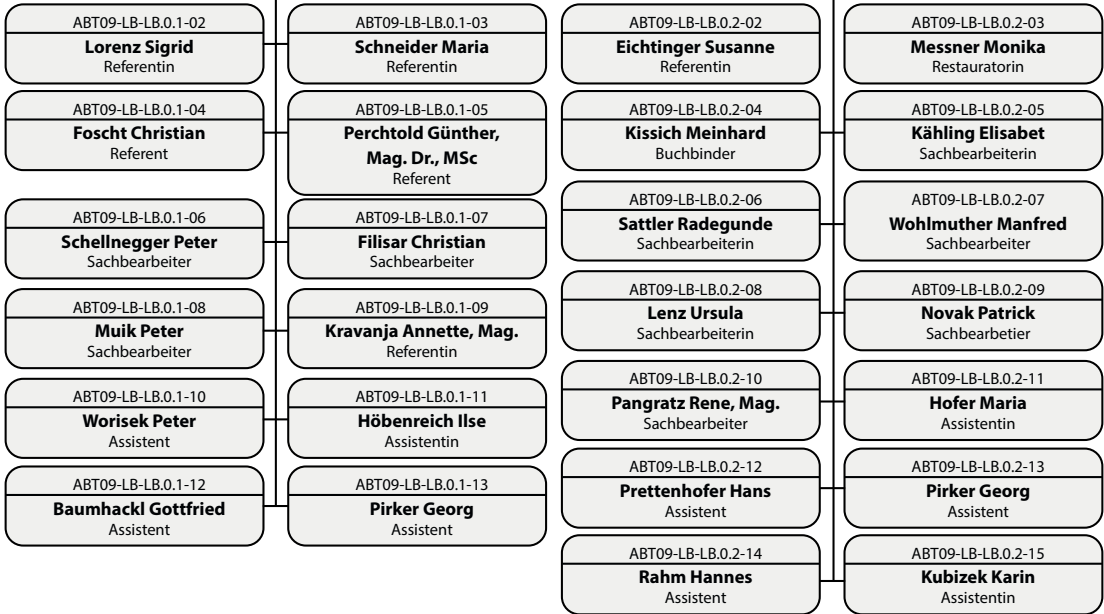 ABT09-LB-LB.0.1-02
Lorenz Sigrid
Referentin
ABT09-LB-LB.0.1-03
Schneider Maria
Referentin
ABT09-LB-LB.0.1-04
Foscht Christian
Referent
ABT09-LB-LB.0.1-05
Perchtold Günther,
Mag. Dr., MSc
Referent
ABT09-LB-LB.0.1-06
Schellnegger Peter
Sachbearbeiter
ABT09-LB-LB.0.1-07
Filisar Christian
Sachbearbeiter
ABT09-LB-LB.0.1-08
Muik Peter
Sachbearbeiter
ABT09-LB-LB.0.1-09
Kravanja Annette, Mag.
Referentin
ABT09-LB-LB.0.1-10
Worisek Peter
Assistent
ABT09-LB-LB.0.1-11
Höbenreich Ilse
Assistentin
ABT09-LB-LB.0.1-12
Baumhackl Gottfried
Assistent
ABT09-LB-LB.0.1-13
Pirker Georg
Assistent
ABT09-LB-LB.0.2-02
Eichtinger Susanne
Referentin
ABT09-LB-LB.0.2-03
Messner Monika
Restauratorin
ABT09-LB-LB.0.2-04
Kissich Meinhard
Buchbinder
ABT09-LB-LB.0.2-05
Kähling Elisabet
Sachbearbeiterin
ABT09-LB-LB.0.2-06
Sattler Radegunde
Sachbearbeiterin
ABT09-LB-LB.0.2-07
Wohlmuther Manfred
Sachbearbeiter
ABT09-LB-LB.0.2-08
Lenz Ursula
Sachbearbeiterin
ABT09-LB-LB.0.2-09
Novak Patrick
Sachbearbetier
ABT09-LB-LB.0.2-10
Pangratz Rene, Mag.
Sachbearbeiter
ABT09-LB-LB.0.2-11
Hofer Maria
Assistentin
ABT09-LB-LB.0.2-12
Prettenhofer Hans
Assistent
ABT09-LB-LB.0.2-13
Pirker Georg
Assistent
ABT09-LB-LB.0.2-14
Rahm Hannes
Assistent
ABT09-LB-LB.0.2-15
Kubizek Karin
Assistentin